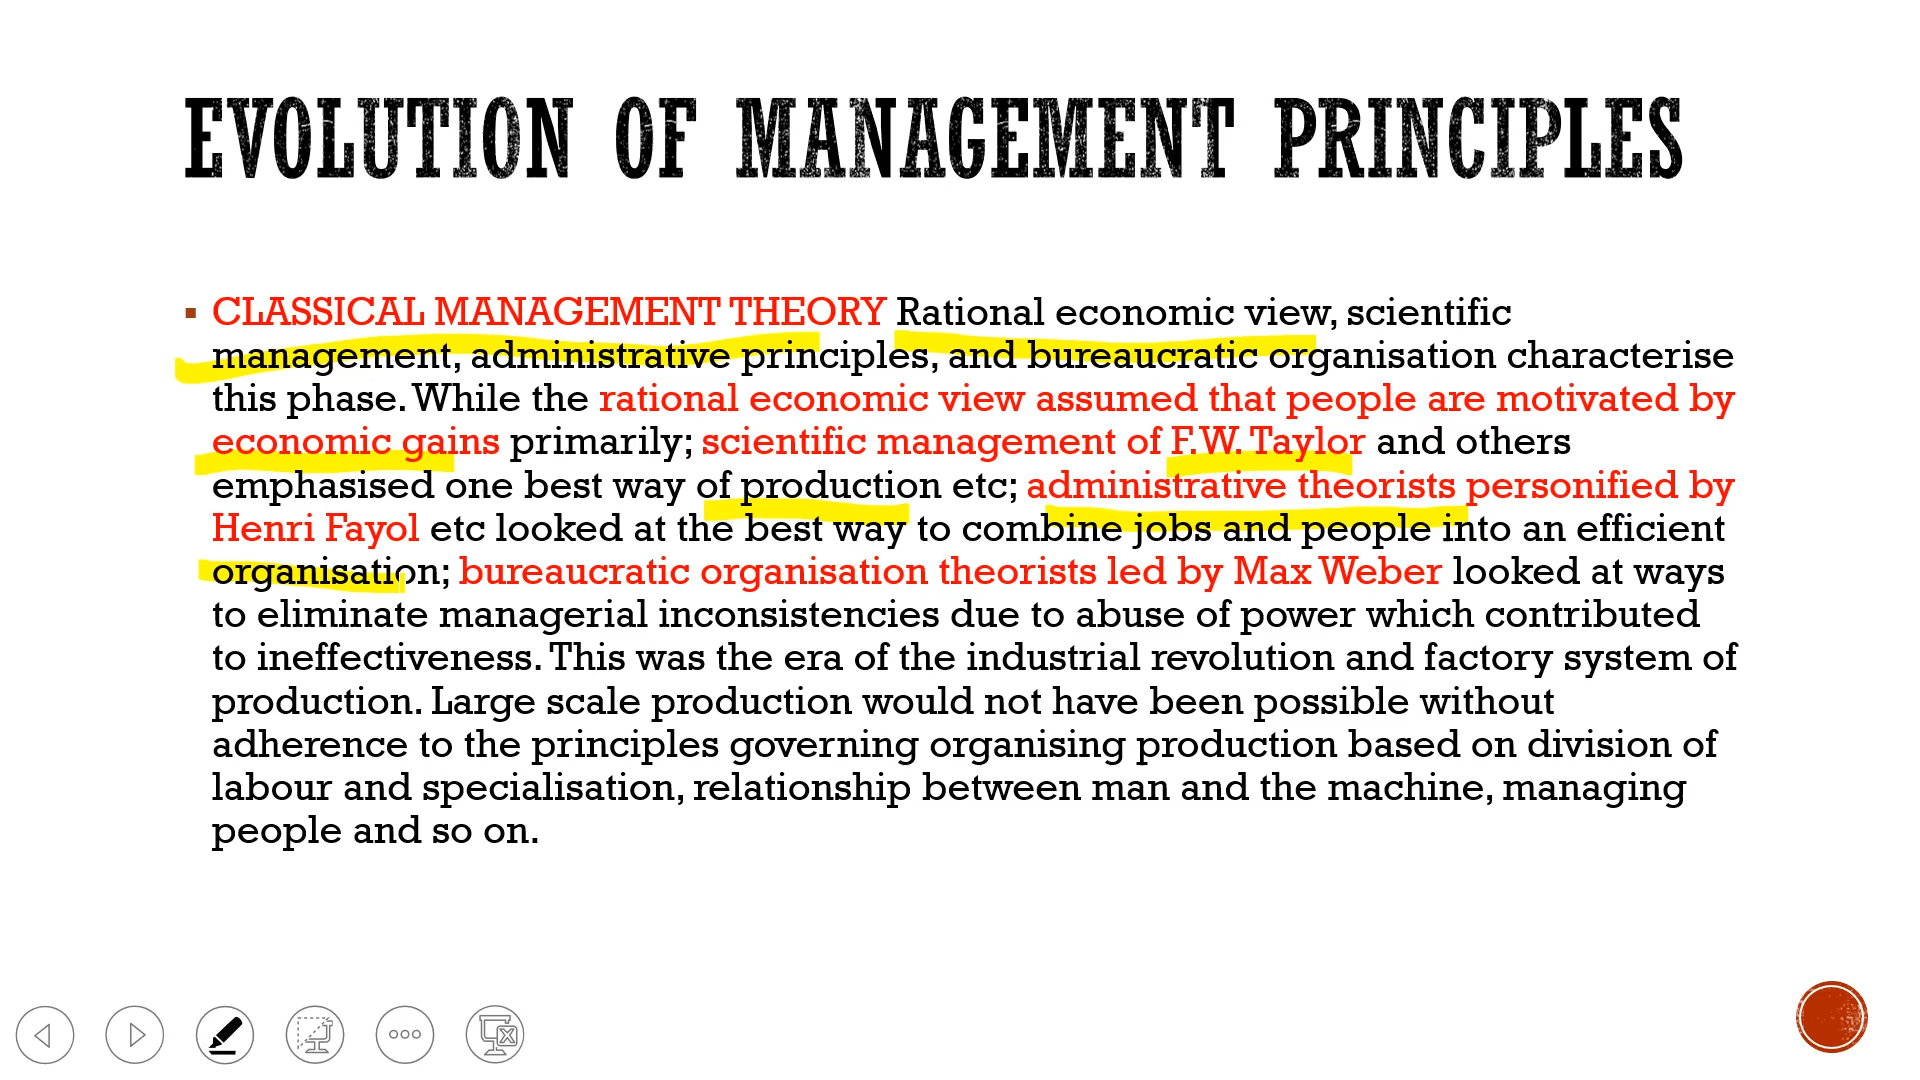 EVOLUTION OF MANAGEMENT PRINCIPLES
▪ CLASSICAL MANAGEMENT THEORY Rational economic view, scientific
management, administrative principles, and bureaucratic organisation characterise
this phase. While the rational economic view assumed that people are motivated by
economic gains primarily; scientific management of F.W. Taylor and others
emphasised one best way of production etc; administrative theorists personified by
Henri Fayol etc looked at the best way to combine jobs and people into an efficient
organisation; bureaucratic organisation theorists led by Max Weber looked at ways
to eliminate managerial inconsistencies due to abuse of power which contributed
to ineffectiveness. This was the era of the industrial revolution and factory system of
production. Large scale production would not have been possible without
adherence to the principles governing organising production based on division of
labour and specialisation, relationship between man and the machine, managing
people and so on.